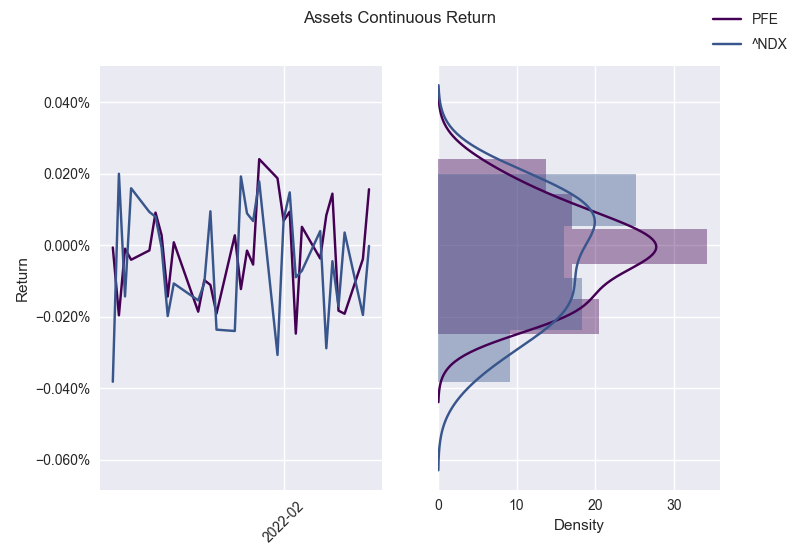 Assets Continuous Return
PFE
^NDX
0.040%
0.020%
0.000%
−0.020%
−0.040%
−0.060%
Return
2022-02
0
10
20
30
Density